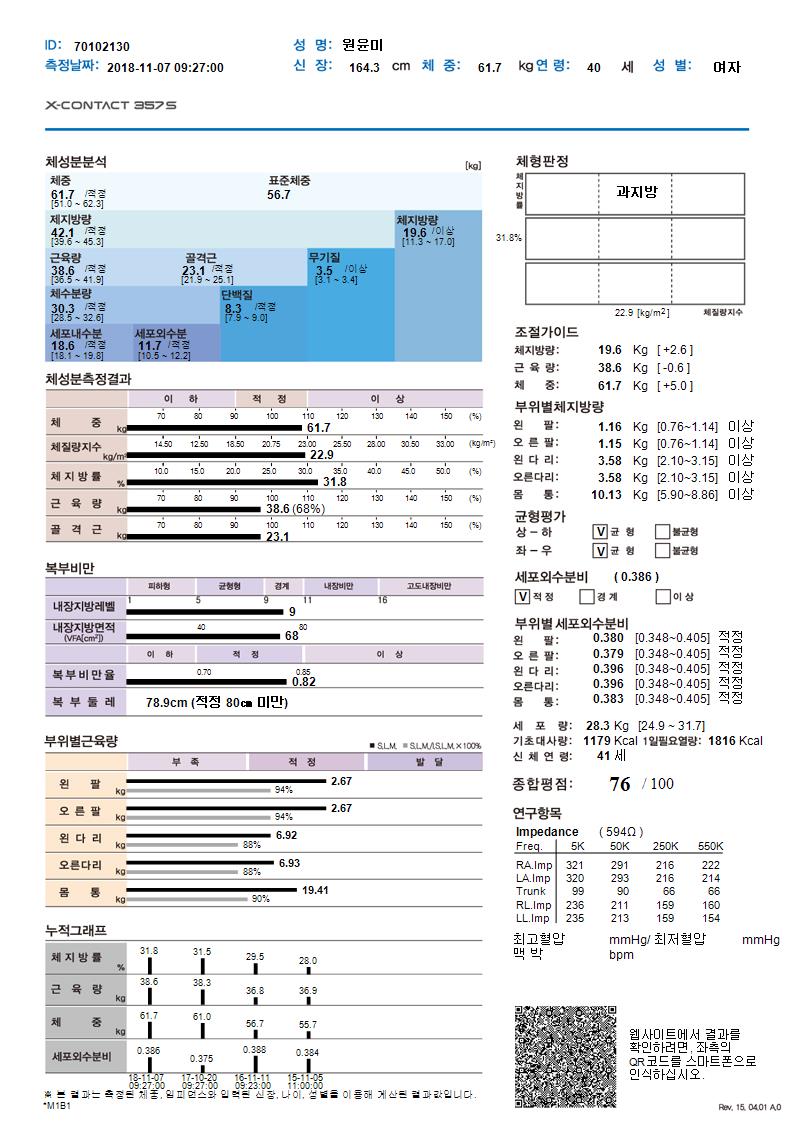 ID: 70102130
성 명: 원윤미
측정날짜: 2018-11-07 09:27:00
신 장: 164.3 cm 체 중: 61.7 kg 연 령: 40 세 성 별: 여자
X-CONTACT 357S
체성분분석 [kg]
체중 표준체중
61.7 /적정 56.7
[51.0 ~ 62.3]
제지방량 체지방량
42.1 /적정 19.6 /이상
[39.6 ~ 45.3] [11.3 ~ 17.0]
근육량 골격근 무기질
38.6 /적정 23.1 /적정 3.5 /이상
[36.5 ~ 41.9] [21.9 ~ 25.1] [3.1 ~ 3.4]
체수분량 단백질
30.3 /적정 8.3 /적정
[28.5 ~ 32.6] [7.9 ~ 9.0]
세포내수분 세포외수분
18.6 /적정 11.7 /적정
[18.1 ~ 19.8] [10.5 ~ 12.2]
체성분측정결과
이 하 적 정 이 상
70 80 90 100 110 120 130 140 150 (%)
체 중 kg 61.7
14.50 12.50 18.50 20.75 23.00 25.50 28.00 30.50 33.00 (kg/m²)
체질량지수 kg/m² 22.9
10.0 15.0 20.0 25.0 30.0 35.0 40.0 45.0 50.0 (%)
체 지 방 률 % 31.8
70 80 90 100 110 120 130 140 150 (%)
근 육 량 kg 38.6 (68%)
70 80 90 100 110 120 130 140 150 (%)
골 격 근 kg 23.1
복부비만
피하형 균형형 경계 내장비만 고도내장비만
1 5 9 11 16
내장지방레벨 9
40 80
내장지방면적 (VFA[cm²]) 68
이 하 적 정 이 상
0.70 0.85
복 부 비 만 율 0.82
복 부 둘 레 78.9cm (적정 80㎝ 미만)
부위별근육량 ■ S.L.M. ■ S.L.M./I.S.L.M.×100%
부 족 적 정 발 달
왼 팔 kg 2.67
94%
오 른 팔 kg 2.67
94%
왼 다 리 kg 6.92
88%
오른다리 kg 6.93
88%
몸 통 kg 19.41
90%
누적그래프
체 지 방 률 % 31.8 31.5 29.5 28.0
근 육 량 kg 38.6 38.3 36.8 36.9
체 중 kg 61.7 61.0 56.7 55.7
세포외수분비 0.386 0.375 0.388 0.384
18-11-07 17-10-20 16-11-11 15-11-05
09:27:00 09:27:00 09:23:00 11:00:00
※ 본 결과는 측정된 체중, 임피던스와 입력된 신장, 나이, 성별을 이용해 계산된 결과값입니다.
*M1B1
체형판정
체지방률
과지방
31.8%
22.9 [kg/m²] 체질량지수
조절가이드
체지방량: 19.6 Kg [ +2.6 ]
근 육 량: 38.6 Kg [ -0.6 ]
체 중: 61.7 Kg [ +5.0 ]
부위별체지방량
왼 팔: 1.16 Kg [0.76~1.14] 이상
오 른 팔: 1.15 Kg [0.76~1.14] 이상
왼 다 리: 3.58 Kg [2.10~3.15] 이상
오른다리: 3.58 Kg [2.10~3.15] 이상
몸 통: 10.13 Kg [5.90~8.86] 이상
균형평가
상 – 하 V 균 형 불균형
좌 – 우 V 균 형 불균형
세포외수분비 ( 0.386 )
V 적 정 경 계 이 상
부위별 세포외수분비
왼 팔: 0.380 [0.348~0.405] 적정
오 른 팔: 0.379 [0.348~0.405] 적정
왼 다 리: 0.396 [0.348~0.405] 적정
오른다리: 0.396 [0.348~0.405] 적정
몸 통: 0.383 [0.348~0.405] 적정
세 포 량: 28.3 Kg [24.9 ~ 31.7]
기초대사량: 1179 Kcal 1일필요열량: 1816 Kcal
신 체 연 령: 41 세
종합평점: 76 / 100
연구항목
Impedance ( 594Ω )
Freq. 5K 50K 250K 550K
RA.Imp 321 291 216 222
LA.Imp 320 293 216 214
Trunk 99 90 66 66
RL.Imp 236 211 159 160
LL.Imp 235 213 159 154
최고혈압 mmHg/ 최저혈압 mmHg
맥 박 bpm
웹사이트에서 결과를
확인하려면, 좌측의
QR코드를 스마트폰으로
인식하십시오.
Rev, 15, 04,01 A,0